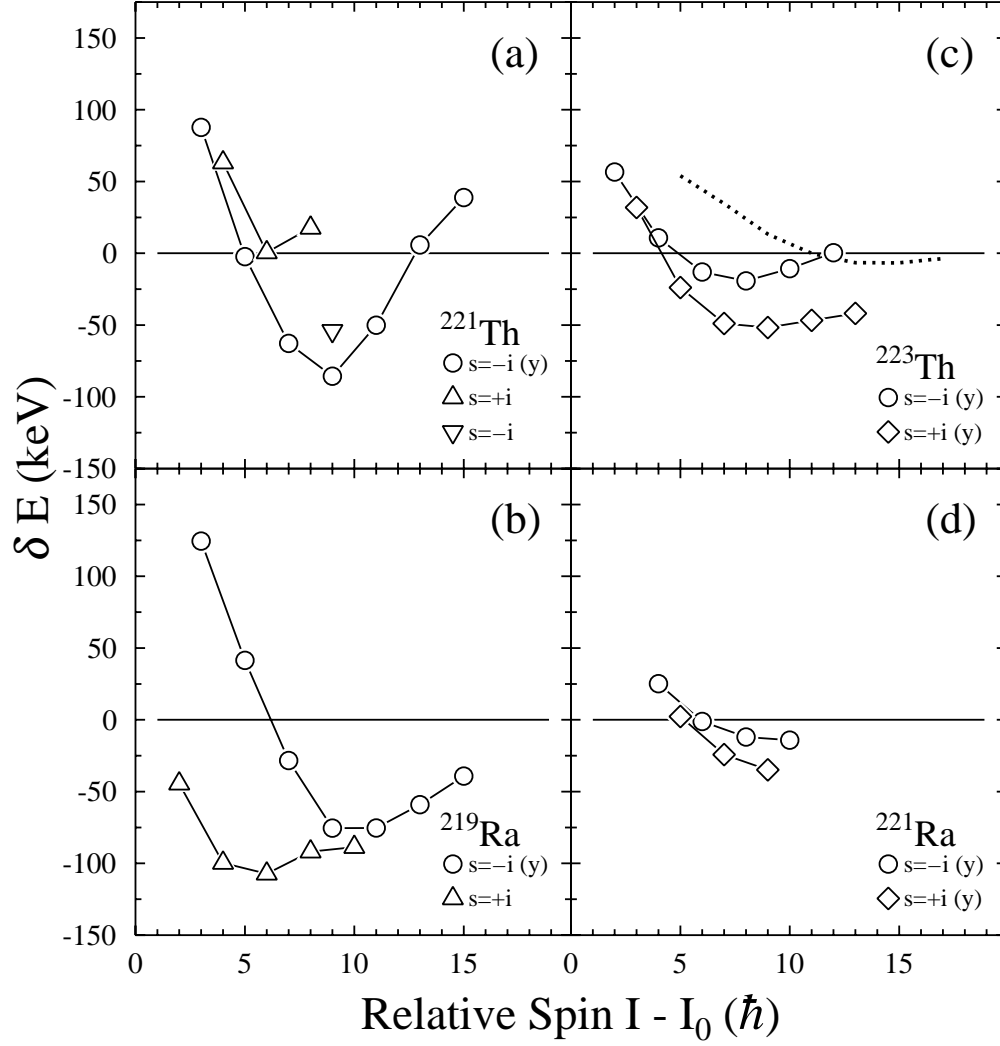 δ E (keV)
150
100
50
0
-50
-100
-150
(a)
221Th
s=−i (y)
s=+i
s=−i
(c)
223Th
s=−i (y)
s=+i (y)
150
100
50
0
-50
-100
-150
(b)
219Ra
s=−i (y)
s=+i
(d)
221Ra
s=−i (y)
s=+i (y)
0 5 10 15 0 5 10 15
Relative Spin I - I0 (ℏ)